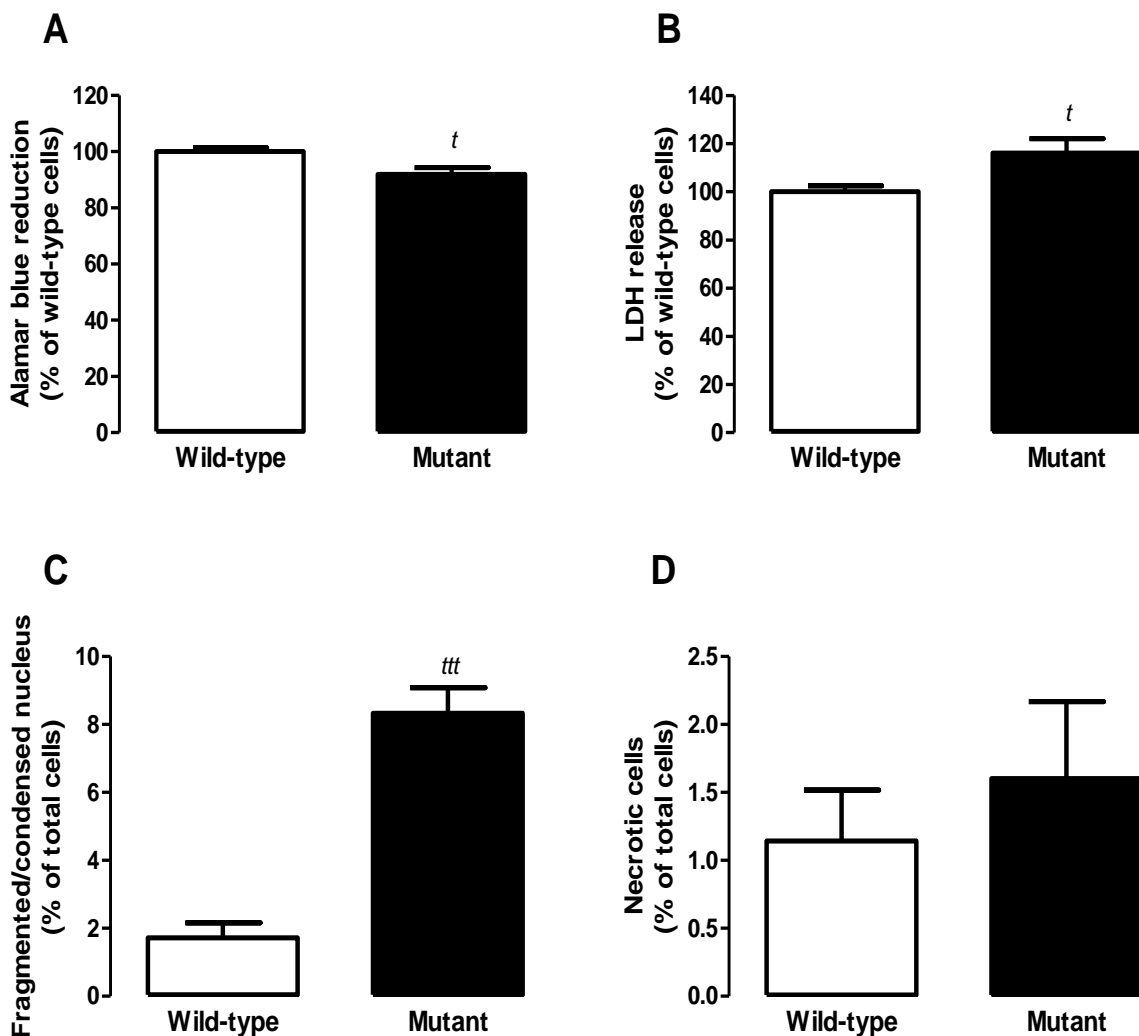 A
Alamar blue reduction
(% of wild-type cells)
120
100
80
60
40
20
0
t
Wild-type
Mutant
B
LDH release
(% of wild-type cells)
140
120
100
80
60
40
20
0
t
Wild-type
Mutant
C
Fragmented/condensed nucleus
(% of total cells)
10
8
6
4
2
0
ttt
Wild-type
Mutant
D
Necrotic cells
(% of total cells)
2.5
2.0
1.5
1.0
0.5
0.0
Wild-type
Mutant